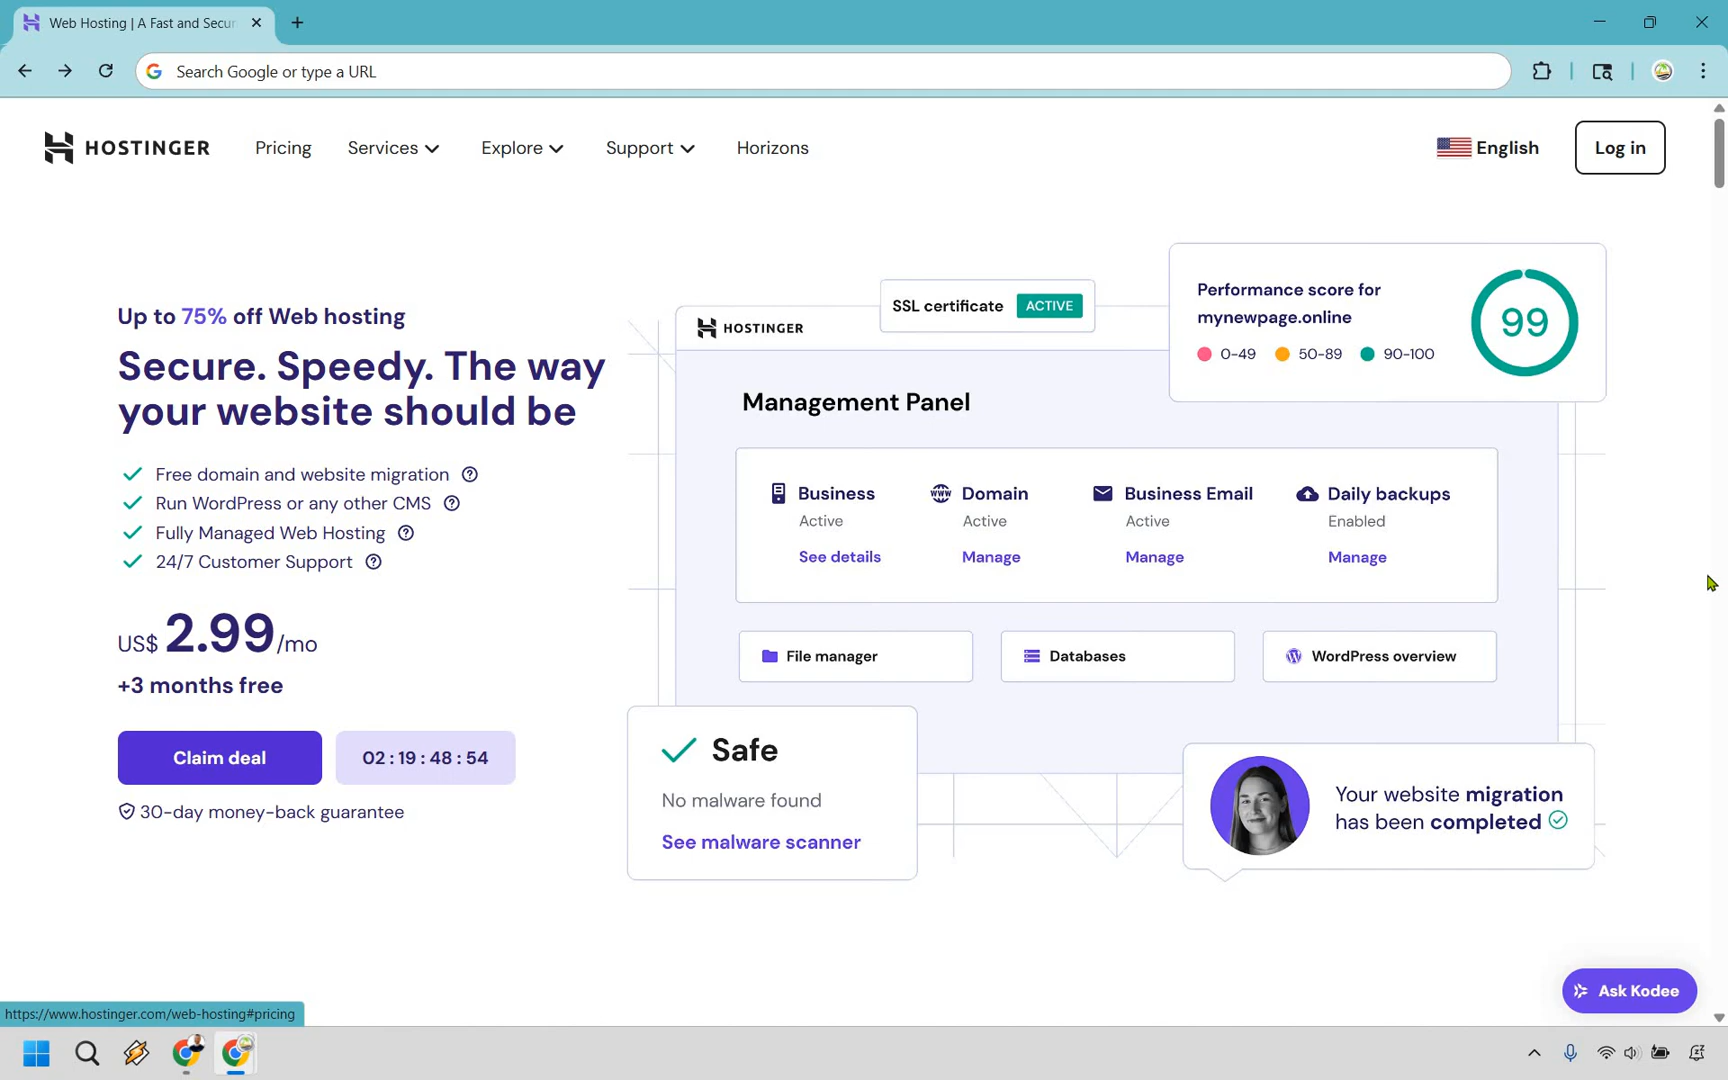 Web Hosting | A Fast and Secur
Search Google or type a URL
HOSTINGER
Pricing
Services
Explore
Support
Horizons
English
Log in
Up to 75% off Web hosting
Secure. Speedy. The way
your website should be
Free domain and website migration
Run WordPress or any other CMS
Fully Managed Web Hosting
24/7 Customer Support
US$ 2.99/mo
+3 months free
Claim deal
02 : 19 : 48 : 54
30-day money-back guarantee
SSL certificate ACTIVE
HOSTINGER
Performance score for
mynewpage.online
0-49 50-89 90-100
99
Management Panel
Business
Active
See details
Domain
Active
Manage
Business Email
Active
Manage
Daily backups
Enabled
Manage
File manager
Databases
WordPress overview
Safe
No malware found
See malware scanner
Your website migration
has been completed
Ask Kodee
https://www.hostinger.com/web-hosting#pricing